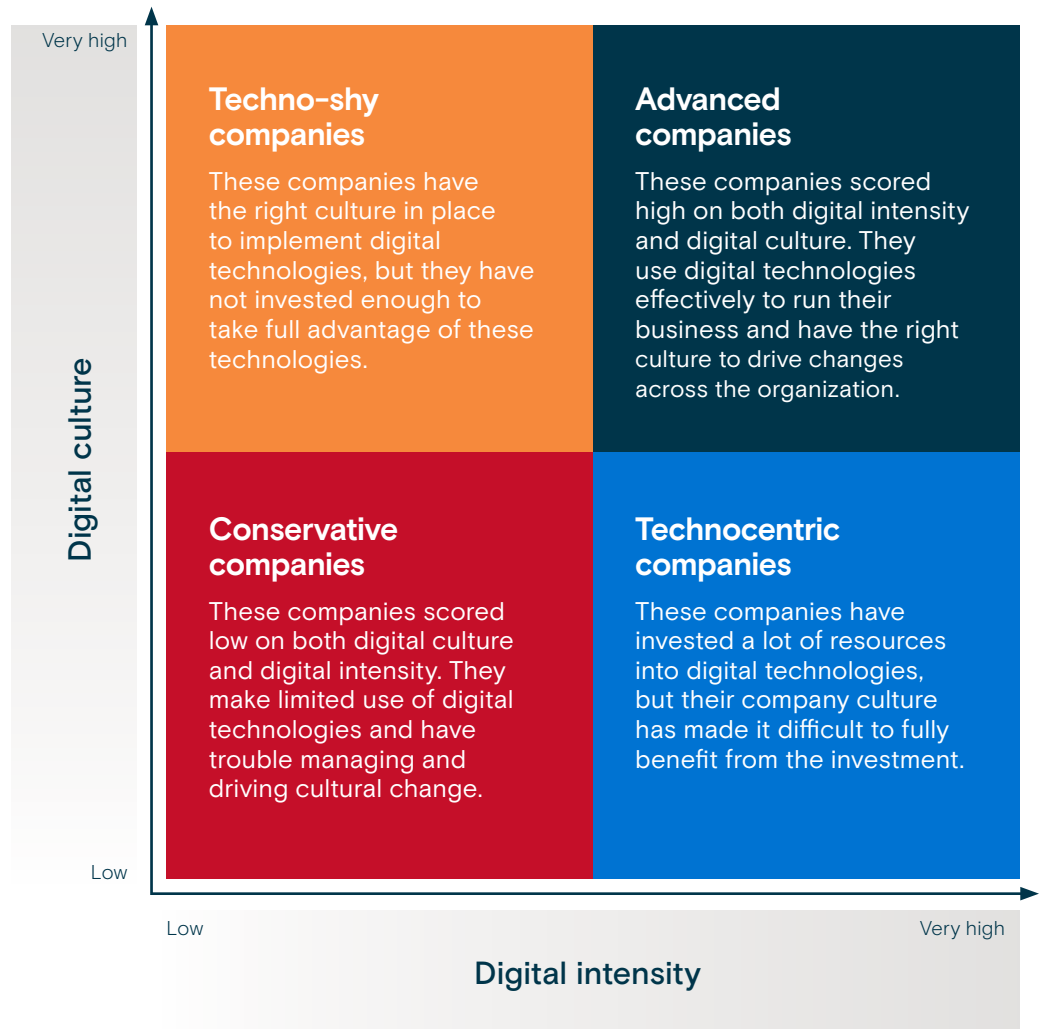 Very high
Digital culture
Low
Techno-shy
companies
These companies have
the right culture in place
to implement digital
technologies, but they have
not invested enough to
take full advantage of these
technologies.
Advanced
companies
These companies scored
high on both digital intensity
and digital culture. They
use digital technologies
effectively to run their
business and have the right
culture to drive changes
across the organization.
Conservative
companies
These companies scored
low on both digital culture
and digital intensity. They
make limited use of digital
technologies and have
trouble managing and
driving cultural change.
Technocentric
companies
These companies have
invested a lot of resources
into digital technologies,
but their company culture
has made it difficult to fully
benefit from the investment.
Low
Very high
Digital intensity